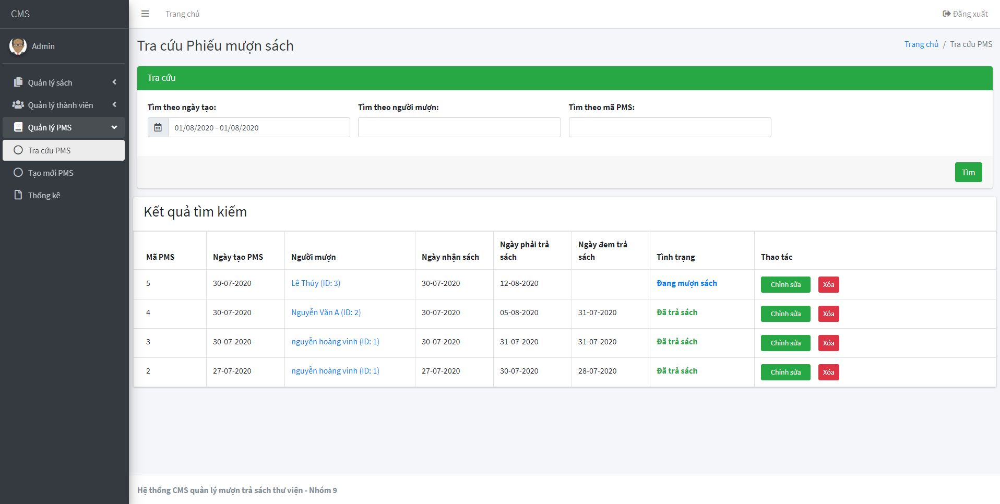 CMS
Trang chủ
Đăng xuất
Admin
Quản lý sách
Quản lý thành viên
Quản lý PMS
Tra cứu PMS
Tạo mới PMS
Thống kê
Tra cứu Phiếu mượn sách
Trang chủ / Tra cứu PMS
Tra cứu
Tìm theo ngày tạo: Tìm theo người mượn: Tìm theo mã PMS:
01/08/2020 - 01/08/2020
Tìm
Kết quả tìm kiếm
Mã PMS Ngày tạo PMS Người mượn Ngày nhận sách Ngày phải trả sách Ngày đem trả sách Tình trạng Thao tác
5 30-07-2020 Lê Thúy (ID: 3) 30-07-2020 12-08-2020 Đang mượn sách Chỉnh sửa Xóa
4 30-07-2020 Nguyễn Văn A (ID: 2) 30-07-2020 05-08-2020 31-07-2020 Đã trả sách Chỉnh sửa Xóa
3 30-07-2020 nguyễn hoàng vinh (ID: 1) 30-07-2020 31-07-2020 31-07-2020 Đã trả sách Chỉnh sửa Xóa
2 27-07-2020 nguyễn hoàng vinh (ID: 1) 27-07-2020 30-07-2020 28-07-2020 Đã trả sách Chỉnh sửa Xóa
Hệ thống CMS quản lý mượn trả sách thư viện - Nhóm 9